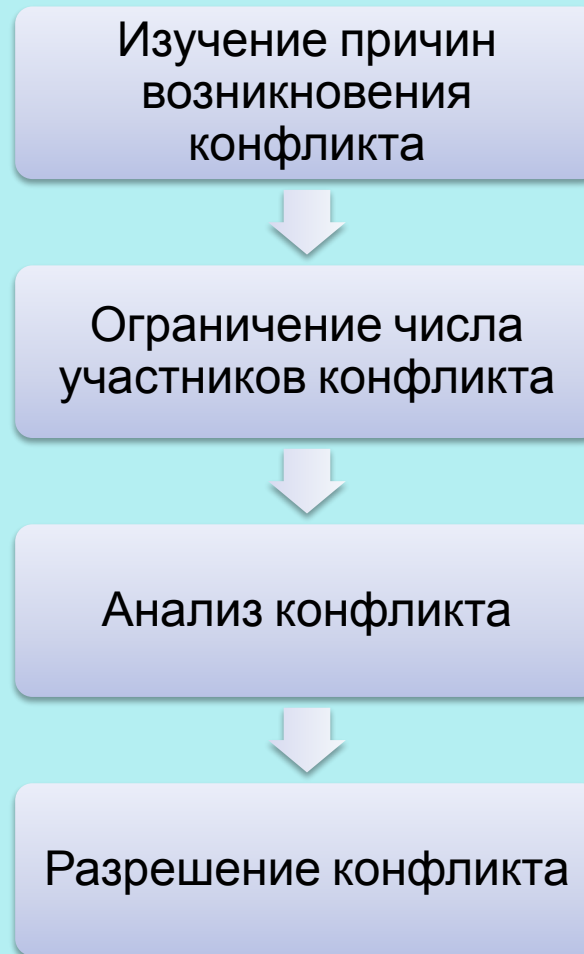 Изучение причин
возникновения
конфликта
Ограничение числа
участников конфликта
Анализ конфликта
Разрешение конфликта